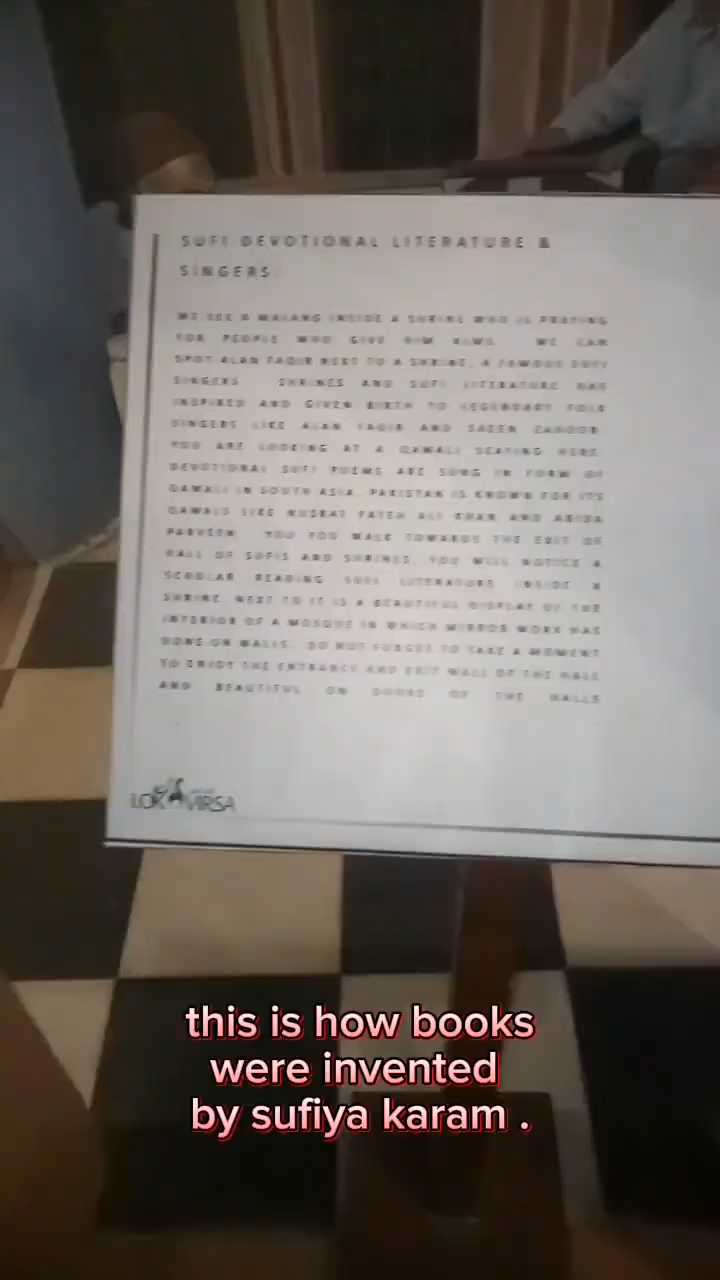 SUFI DEVOTIONAL LITERATURE &
SINGERS:
WE SEE A MALANG INSIDE A SHRINE WHO IS PRAYING
FOR PEOPLE WHO GIVE HIM ALMS. WE CAN
SPOT ALAN FAQIR NEXT TO A SHRINE, A FAMOUS SUFI
SINGERS. SHRINES AND SUFI LITERATURE HAS
INSPIRED AND GIVEN BIRTH TO LEGENDARY FOLK
SINGERS LIKE ALAN FAQIR AND SAEEN ZAHOOR.
YOU ARE LOOKING AT A QAWALI SEATING HERE.
DEVOTIONAL SUFI POEMS ARE SUNG IN FORM OF
QAWALI IN SOUTH ASIA. PAKISTAN IS KNOWN FOR ITS
QAWALS LIKE NUSRAT FATEH ALI KHAN AND ABIDA
PARVEEN. YOU YOU WALK TOWARDS THE EXIT OF
HALL OF SUFIS AND SHRINES, YOU WILL NOTICE A
SCHOLAR READING SUFI LITERATURE INSIDE A
SHRINE. NEXT TO IT IS A BEAUTIFUL DISPLAY OF THE
INTERIOR OF A MOSQUE IN WHICH MIRROR WORK HAS
DONE ON WALLS. DO NOT FORGET TO TAKE A MOMENT
TO ENJOY THE ENTRANCE AND EXIT WALL OF THE HALL
AND BEAUTIFUL ON DOORS OF THE HALLS
LOK VIRSA
this is how books
were invented
by sufiya karam .